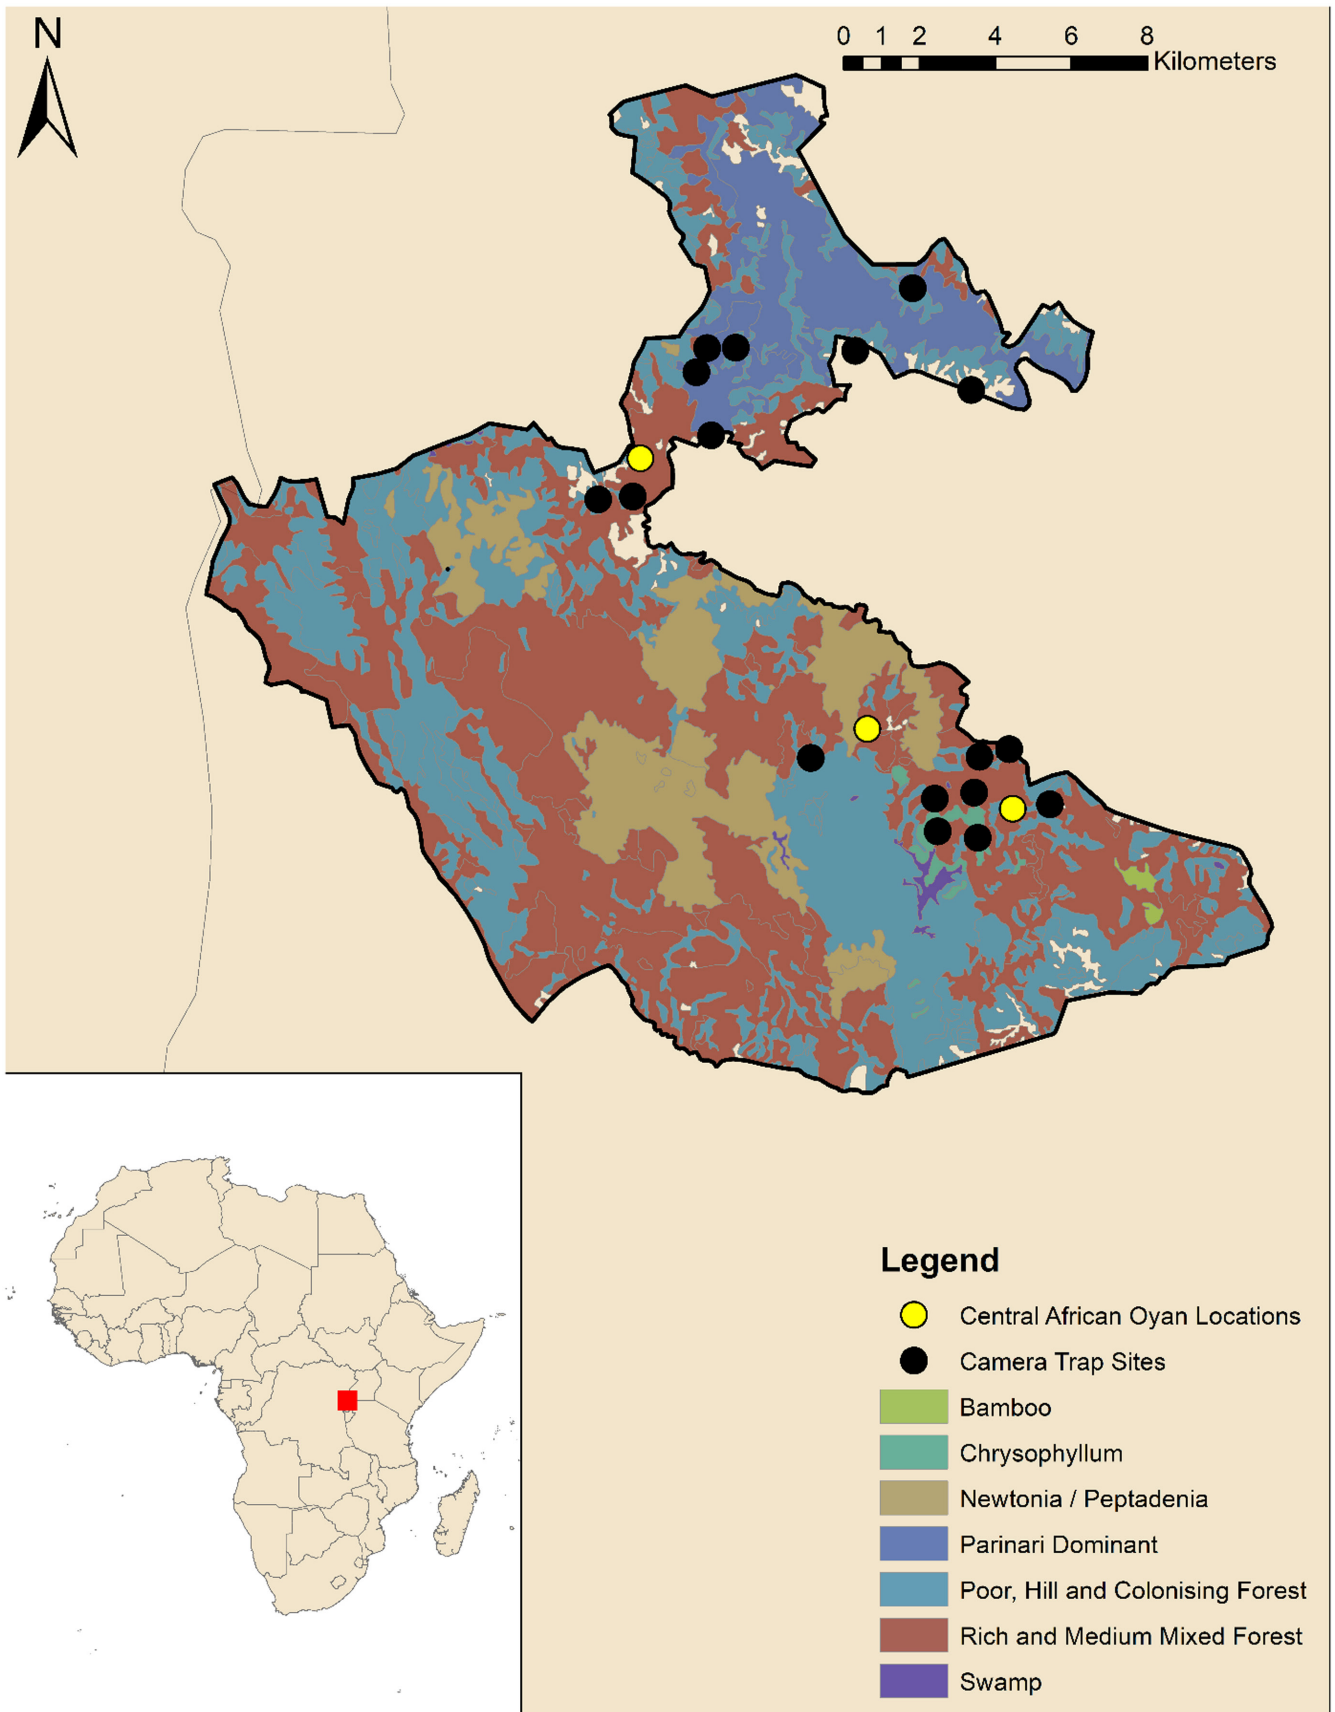 N
0 1 2 4 6 8
Kilometers
Legend
Central African Oyan Locations
Camera Trap Sites
Bamboo
Chrysophyllum
Newtonia / Peptadenia
Parinari Dominant
Poor, Hill and Colonising Forest
Rich and Medium Mixed Forest
Swamp